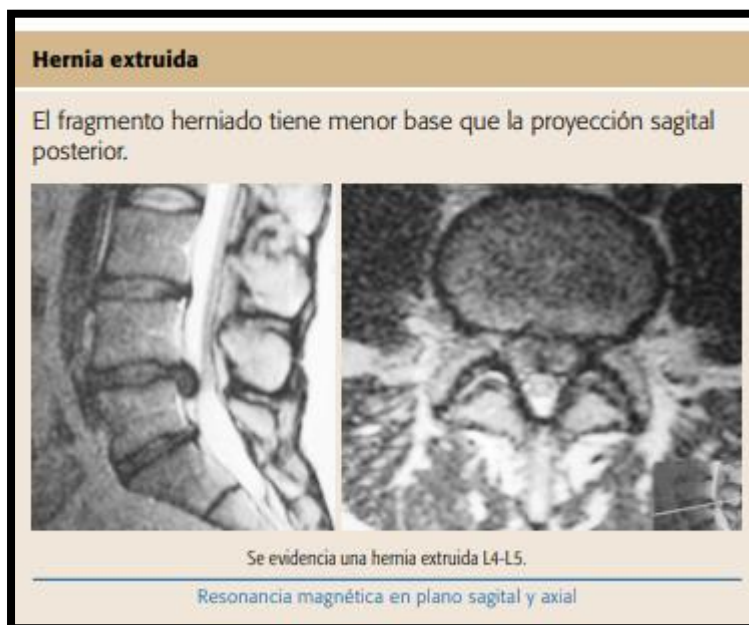 Hernia extruida
El fragmento herniado tiene menor base que la proyección sagital
posterior.
Se evidencia una hernia extruida L4-L5.
Resonancia magnética en plano sagital y axial